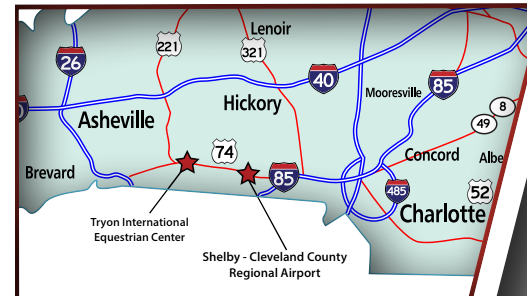 Lenoir
221
321
26
40
85
Mooresville
8
Hickory
Asheville
49
74
Concord
Albe
Brevard
85
485
52
Charlotte
Tryon International
Equestrian Center
Shelby - Cleveland County
Regional Airport